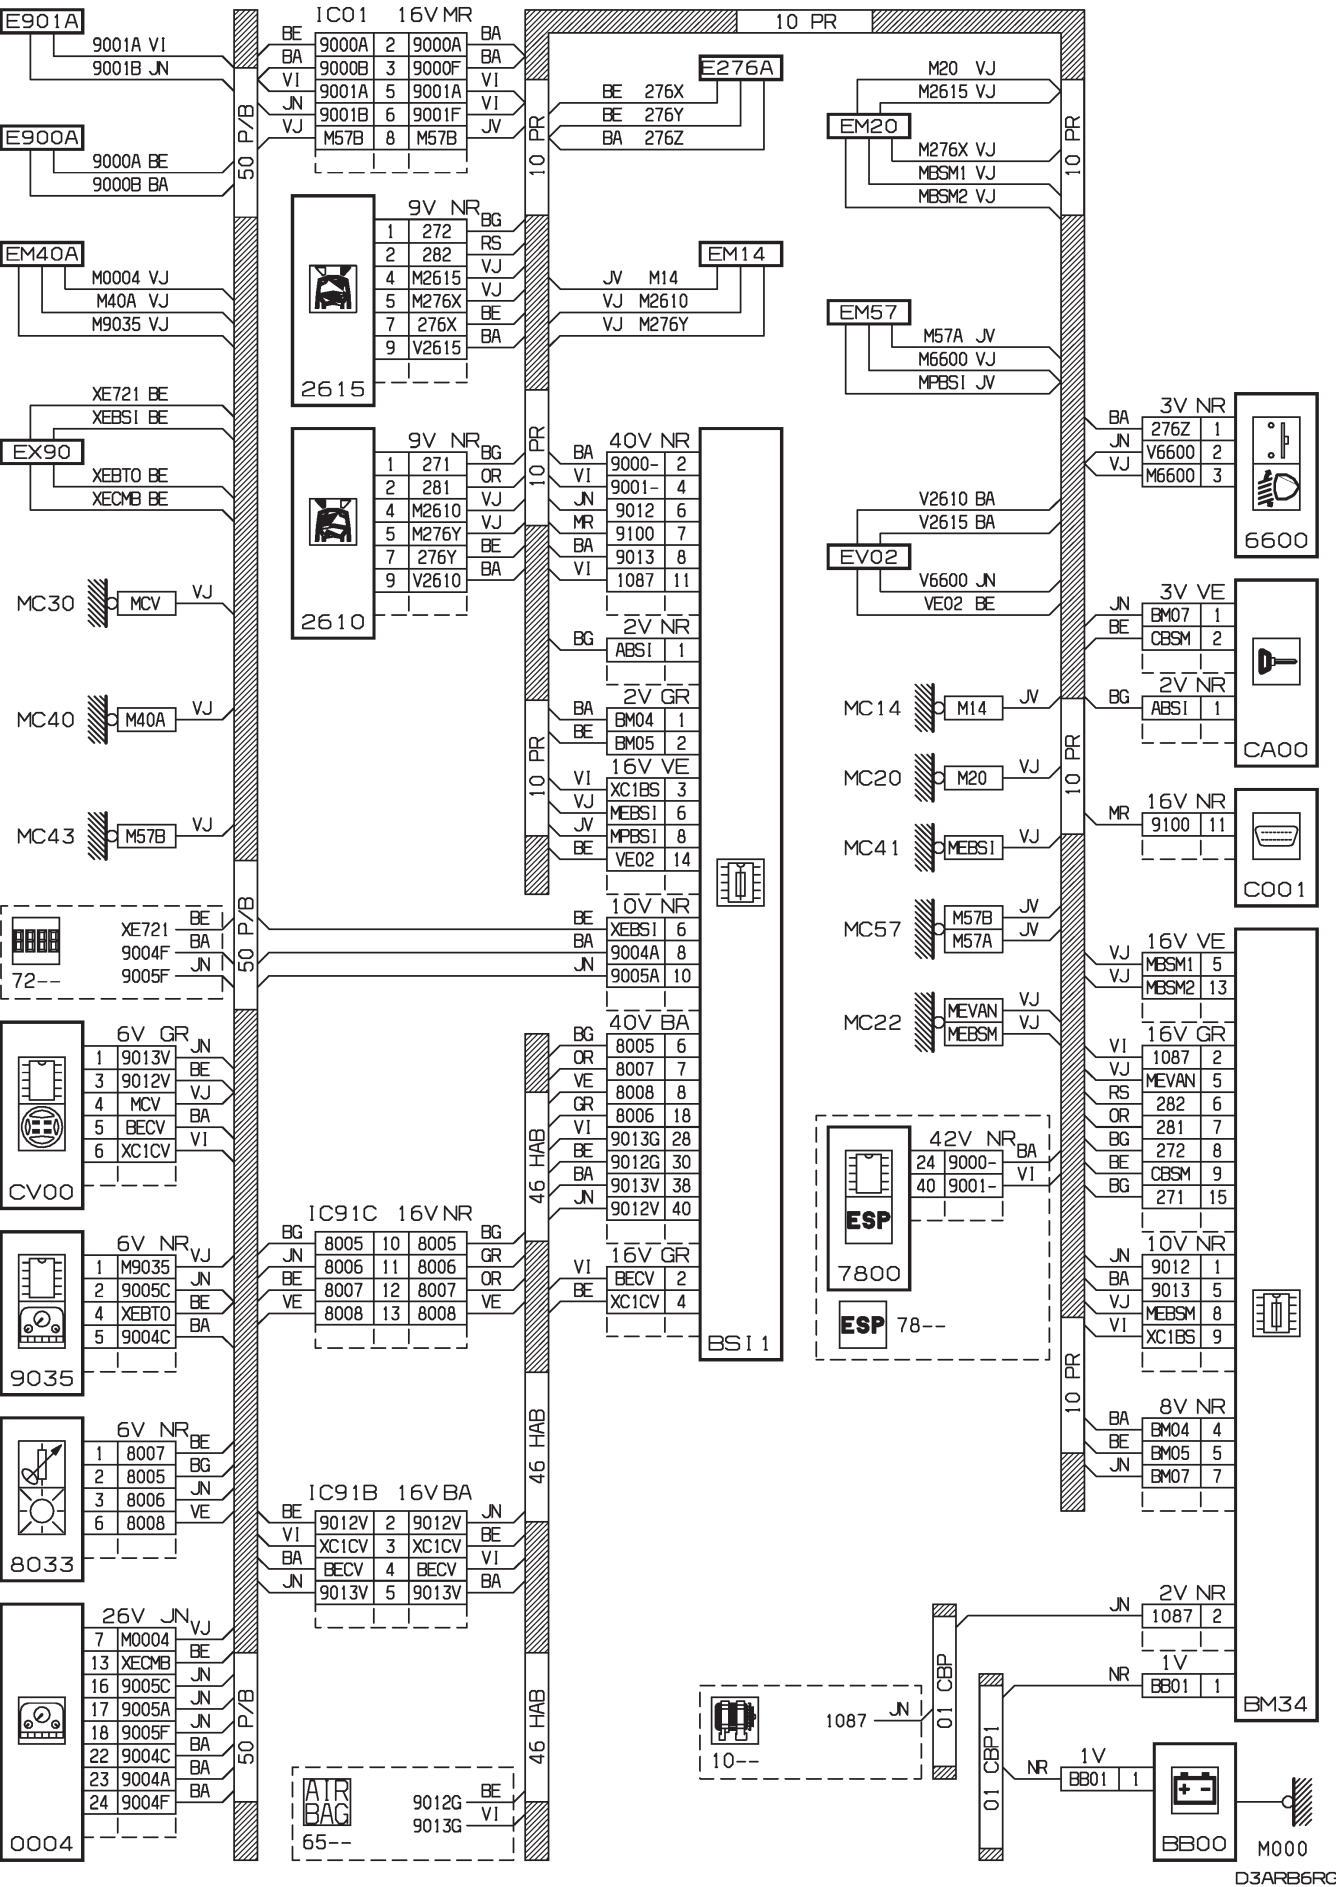 E901A
9001A VI
9001B JN
E900A
9000A BE
9000B BA
EM40A
M0004 VJ
M40A VJ
M9035 VJ
XE721 BE
XEBSI BE
EX90
XEBTO BE
XECMB BE
MC30 MCV VJ
MC40 M40A VJ
MC43 M57B VJ
72--
XE721 BE
9004F BA
9005F JN
6V GR
1 9013V JN
3 9012V BE
4 MCV VJ
5 BECV BA
6 XC1CV VI
CV00
6V NR
1 M9035 VJ
2 9005C JN
4 XEBTO BE
5 9004C BA
9035
6V NR
1 8007 BE
2 8005 BG
3 8006 JN
6 8008 VE
8033
26V JN
7 M0004 VJ
13 XECMB BE
16 9005C JN
17 9005A JN
18 9005F JN
22 9004C BA
23 9004A BA
24 9004F BA
0004
50 P/B
50 P/B
50 P/B
IC01 16V MR
BE 9000A 2 9000A BA
BA 9000B 3 9000F BA
VI 9001A 5 9001A VI
JN 9001B 6 9001F VI
VJ M57B 8 M57B JV
9V NR
1 272 BG
2 282 RS
4 M2615 VJ
5 M276X VJ
7 276X BE
9 V2615 BA
2615
9V NR
1 271 BG
2 281 OR
4 M2610 VJ
5 M276Y VJ
7 276Y BE
9 V2610 BA
2610
IC91C 16V NR
BG 8005 10 8005 BG
JN 8006 11 8006 GR
BE 8007 12 8007 OR
VE 8008 13 8008 VE
IC91B 16V BA
BE 9012V 2 9012V JN
VI XC1CV 3 XC1CV BE
BA BECV 4 BECV VI
JN 9013V 5 9013V BA
AIR
BAG
65--
9012G BE
9013G VI
10 PR
10 PR
10 PR
10 PR
46 HAB
46 HAB
46 HAB
E276A
BE 276X
BE 276Y
BA 276Z
EM14
JV M14
VJ M2610
VJ M276Y
40V NR
BA 9000- 2
VI 9001- 4
JN 9012 6
MR 9100 7
BA 9013 8
VI 1087 11
2V NR
BG ABSI 1
2V GR
BA BM04 1
BE BM05 2
16V VE
VI XC1BS 3
VJ MEBSI 6
JV MPBSI 8
BE VE02 14
10V NR
BE XEBSI 6
BA 9004A 8
JN 9005A 10
40V BA
BG 8005 6
OR 8007 7
VE 8008 8
GR 8006 18
VI 9013G 28
BE 9012G 30
BA 9013V 38
JN 9012V 40
16V GR
VI BECV 2
BE XC1CV 4
BSI1
M20 VJ
M2615 VJ
EM20
M276X VJ
MBSM1 VJ
MBSM2 VJ
EM57
M57A JV
M6600 VJ
MPBSI JV
V2610 BA
V2615 BA
EV02
V6600 JN
VE02 BE
MC14 M14 JV
MC20 M20 VJ
MC41 MEBSI VJ
MC57 M57B JV
M57A JV
MC22 MEVAN VJ
MEBSM VJ
42V NR
24 9000- BA
40 9001- VI
ESP
7800
ESP 78--
10 PR
10 PR
10 PR
3V NR
BA 276Z 1
JN V6600 2
VJ M6600 3
6600
3V VE
JN BM07 1
BE CBSM 2
2V NR
BG ABSI 1
CA00
16V NR
MR 9100 11
C001
16V VE
VJ MBSM1 5
VJ MBSM2 13
16V GR
VI 1087 2
VJ MEVAN 5
RS 282 6
OR 281 7
BG 272 8
BE CBSM 9
BG 271 15
10V NR
JN 9012 1
BA 9013 5
VJ MEBSM 8
VI XC1BS 9
8V NR
BA BM04 4
BE BM05 5
JN BM07 7
2V NR
JN 1087 2
1V
NR BB01 1
BM34
10--
1087 JN
01 CBP
01 CBP1
1V
NR BB01 1
BB00
M000
D3ARB6RG